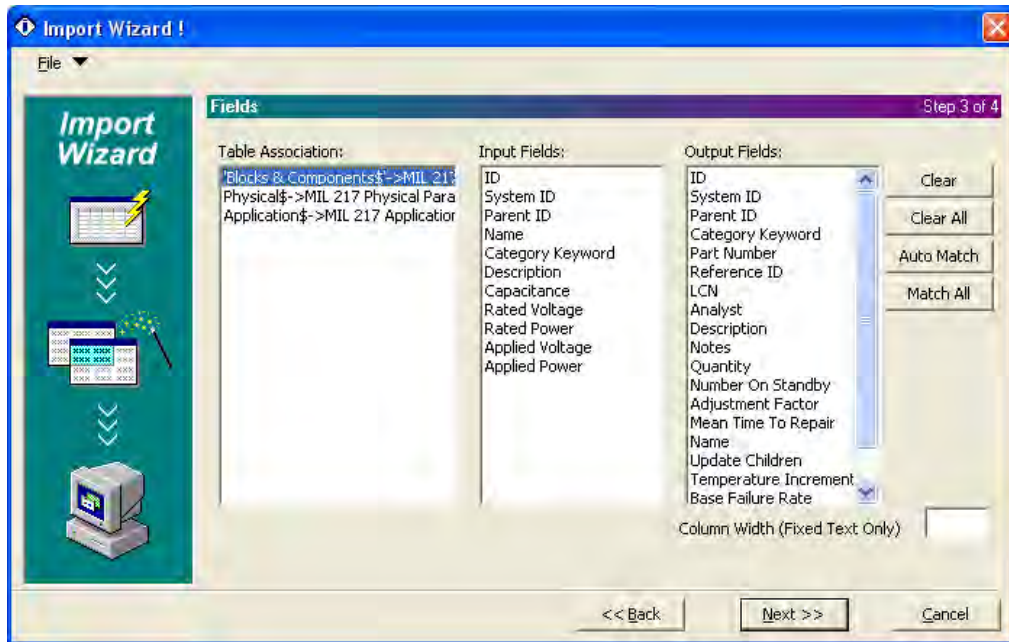 Import Wizard !
File
Import
Wizard
Fields
Step 3 of 4
Table Association:
'Blocks & Components$'->MIL 217
Physical$->MIL 217 Physical Para
Application$->MIL 217 Application
Input Fields:
ID
System ID
Parent ID
Name
Category Keyword
Description
Capacitance
Rated Voltage
Rated Power
Applied Voltage
Applied Power
Output Fields:
ID
System ID
Parent ID
Category Keyword
Part Number
Reference ID
LCN
Analyst
Description
Notes
Quantity
Number On Standby
Adjustment Factor
Mean Time To Repair
Name
Update Children
Temperature Increment
Base Failure Rate
Clear
Clear All
Auto Match
Match All
Column Width (Fixed Text Only)
<< Back
Next >>
Cancel